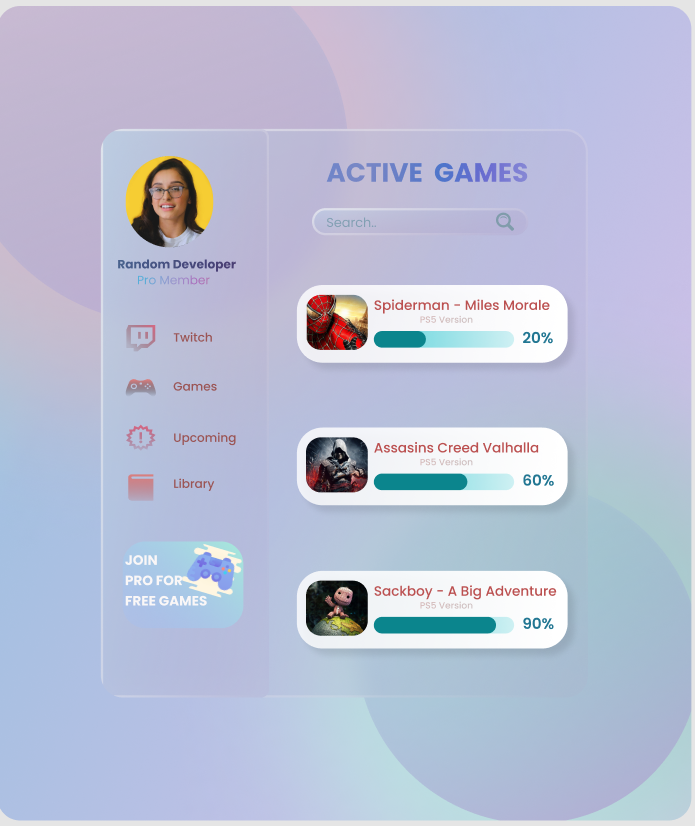 Random Developer
Pro Member
Twitch
Games
Upcoming
Library
JOIN
PRO FOR
FREE GAMES
ACTIVE GAMES
Search..
Spiderman - Miles Morale
PS5 Version
20%
Assasins Creed Valhalla
PS5 Version
60%
Sackboy - A Big Adventure
PS5 Version
90%